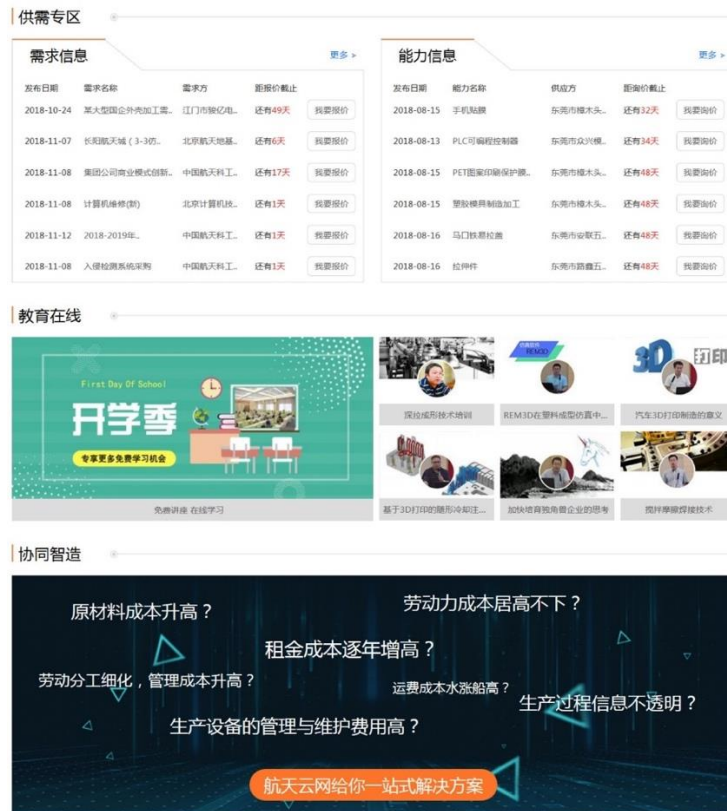 供需专区
需求信息
更多 >
发布日期 需求名称 需求方 距报价截止
2018-10-24 某大型国企外壳加工需.. 江门市骏亿电.. 还有49天 我要报价
2018-11-07 长阳航天城（3-3仿.. 北京航天地基.. 还有6天 我要报价
2018-11-08 集团公司商业模式创新.. 中国航天科工.. 还有17天 我要报价
2018-11-08 计算机维修(新) 北京计算机技.. 还有1天 我要报价
2018-11-12 2018-2019年.. 中国航天科工.. 还有1天 我要报价
2018-11-08 入侵检测系统采购 中国航天科工.. 还有1天 我要报价
能力信息
更多 >
发布日期 能力名称 供应方 距询价截止
2018-08-15 手机贴膜 东莞市樟木头.. 还有32天 我要询价
2018-08-13 PLC可编程控制器 东莞市众兴模.. 还有34天 我要询价
2018-08-15 PET图案印刷保护膜.. 东莞市樟木头.. 还有48天 我要询价
2018-08-15 塑胶模具制造加工 东莞市樟木头.. 还有48天 我要询价
2018-08-16 马口铁易拉盖 东莞市安联五.. 还有48天 我要询价
2018-08-16 拉伸件 东莞市路鑫五.. 还有48天 我要询价
教育在线
First Day Of School
开学季
专享更多免费学习机会
免费讲座 在线学习
深拉成形技术培训
REM3D
REM3D在塑料成型仿真中...
3D 打印
汽车3D打印制造的意义
基于3D打印的随形冷却注...
加快培育独角兽企业的思考
搅拌摩擦焊接技术
协同智造
原材料成本升高？
劳动力成本居高不下？
租金成本逐年增高？
劳动分工细化，管理成本升高？
运费成本水涨船高？
生产过程信息不透明？
生产设备的管理与维护费用高？
航天云网给你一站式解决方案